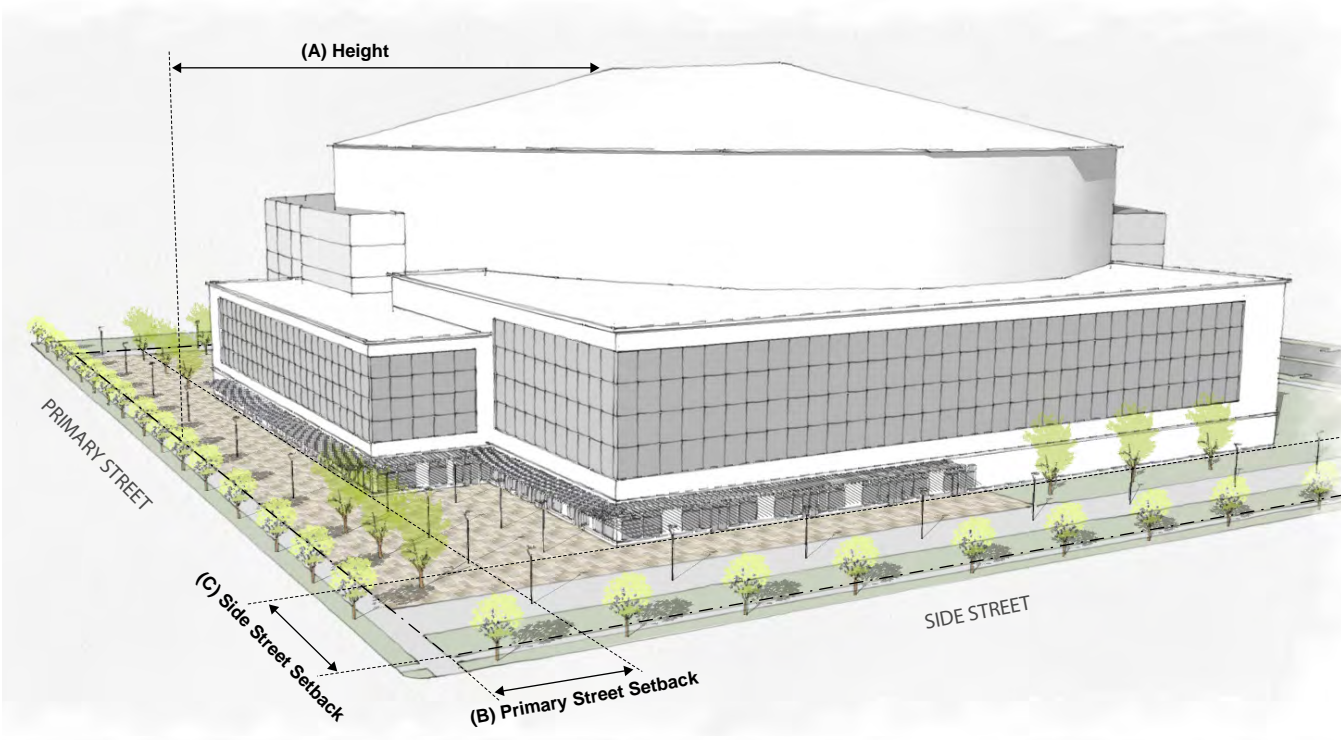 (A) Height
PRIMARY STREET
(C) Side Street Setback
(B) Primary Street Setback
SIDE STREET